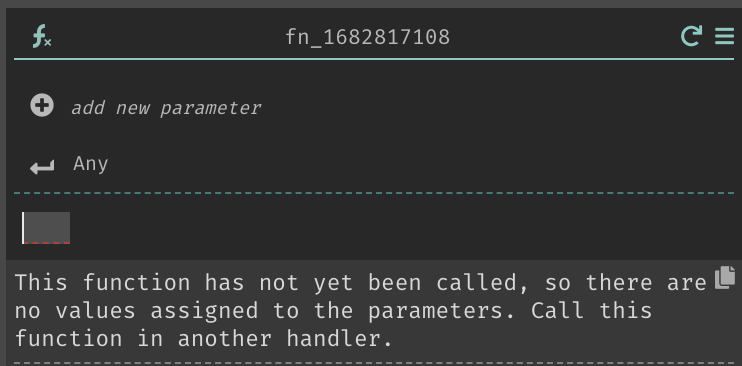 fn_1682817108
add new parameter
Any
This function has not yet been called, so there are
no values assigned to the parameters. Call this
function in another handler.